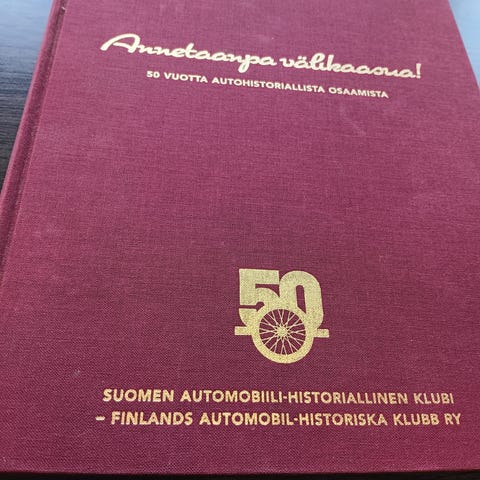 Annetaanpa välikaasua!
50 VUOTTA AUTOHISTORIALLISTA OSAAMISTA
50
SUOMEN AUTOMOBIILI-HISTORIALLINEN KLUBI
– FINLANDS AUTOMOBIL-HISTORISKA KLUBB RY